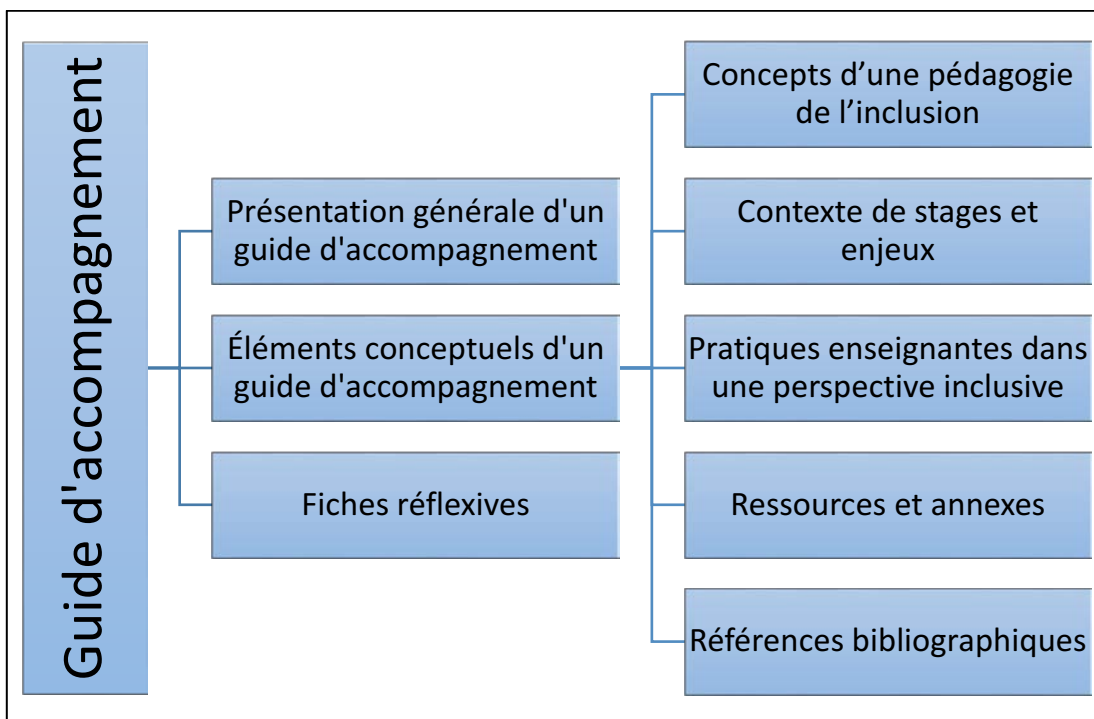 Guide d'accompagnement
Présentation générale d'un
guide d'accompagnement
Éléments conceptuels d'un
guide d'accompagnement
Fiches réflexives
Concepts d’une pédagogie
de l’inclusion
Contexte de stages et
enjeux
Pratiques enseignantes dans
une perspective inclusive
Ressources et annexes
Références bibliographiques